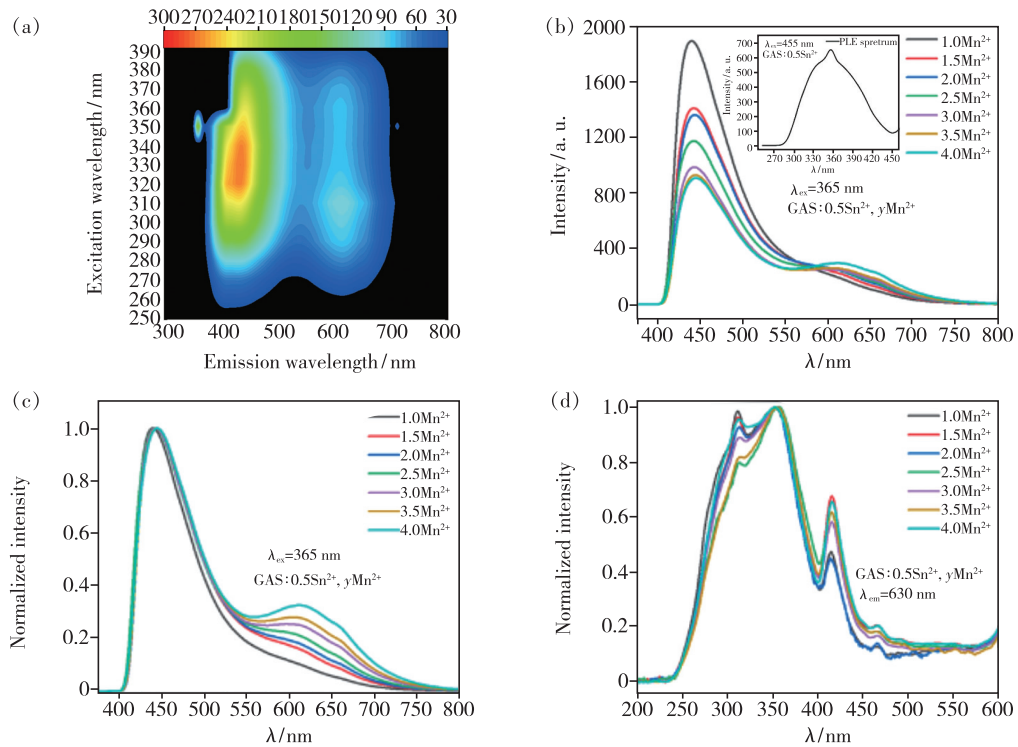 (a)
300 270 240 210 180 150 120 90 60 30
390
380
370
360
350
340
330
320
310
300
290
280
270
260
250
Excitation wavelength/nm
300 400 500 600 700 800
Emission wavelength/nm
(b)
2000
1600
1200
800
400
0
Intensity/a. u.
λex=455 nm
GAS:0.5Sn²⁺
PLE spretrum
700
600
500
400
300
200
100
0
Intensity/a. u.
270 300 330 360 390 420 450
λ/nm
1.0Mn²⁺
1.5Mn²⁺
2.0Mn²⁺
2.5Mn²⁺
3.0Mn²⁺
3.5Mn²⁺
4.0Mn²⁺
λex=365 nm
GAS:0.5Sn²⁺, yMn²⁺
400 450 500 550 600 650 700 750 800
λ/nm
(c)
1.0
0.8
0.6
0.4
0.2
0
Normalized intensity
1.0Mn²⁺
1.5Mn²⁺
2.0Mn²⁺
2.5Mn²⁺
3.0Mn²⁺
3.5Mn²⁺
4.0Mn²⁺
λex=365 nm
GAS:0.5Sn²⁺, yMn²⁺
400 450 500 550 600 650 700 750 800
λ/nm
(d)
1.0
0.8
0.6
0.4
0.2
0
Normalized intensity
1.0Mn²⁺
1.5Mn²⁺
2.0Mn²⁺
2.5Mn²⁺
3.0Mn²⁺
3.5Mn²⁺
4.0Mn²⁺
GAS:0.5Sn²⁺, yMn²⁺
λem=630 nm
200 250 300 350 400 450 500 550 600
λ/nm